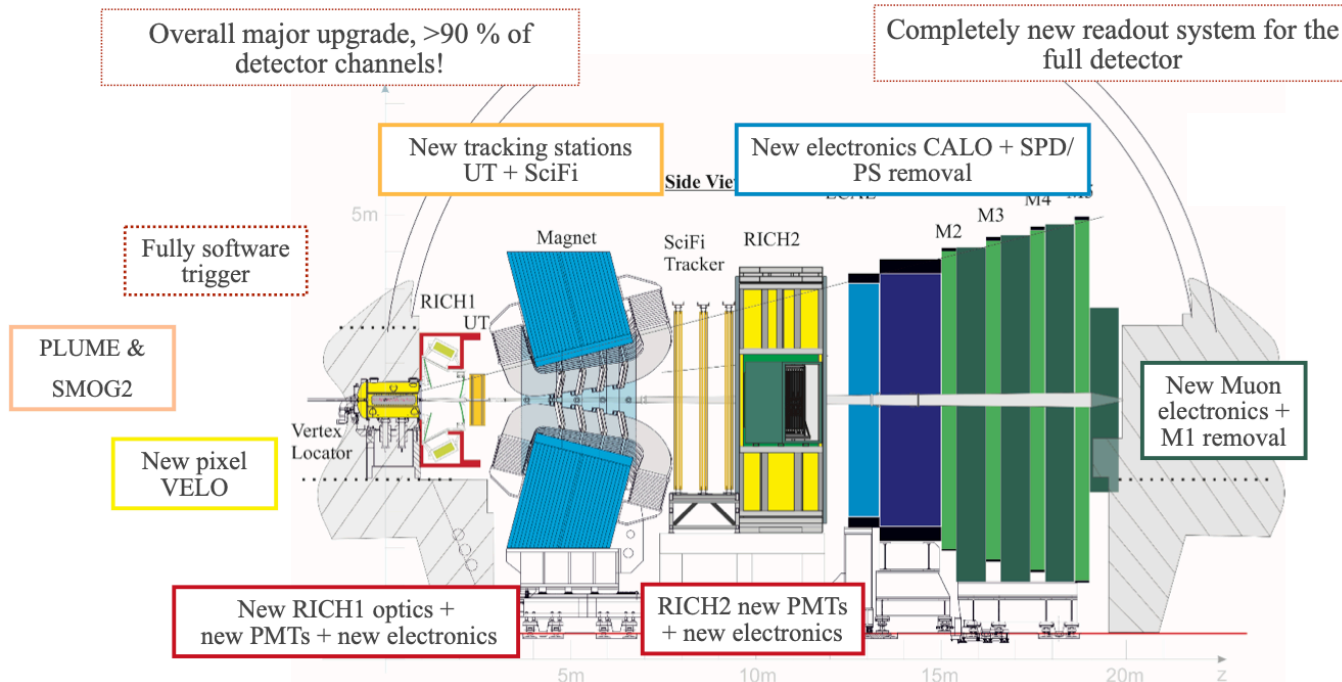 Overall major upgrade, >90 % of
detector channels!
Completely new readout system for the
full detector
New tracking stations
UT + SciFi
New electronics CALO + SPD/
PS removal
Side View
5m
M2
M3
M4
M5
Fully software
trigger
Magnet
SciFi
Tracker
RICH2
RICH1
UT
PLUME &
SMOG2
Vertex
Locator
New pixel
VELO
New Muon
electronics +
M1 removal
New RICH1 optics +
new PMTs + new electronics
RICH2 new PMTs
+ new electronics
5m
10m
15m
20m
z